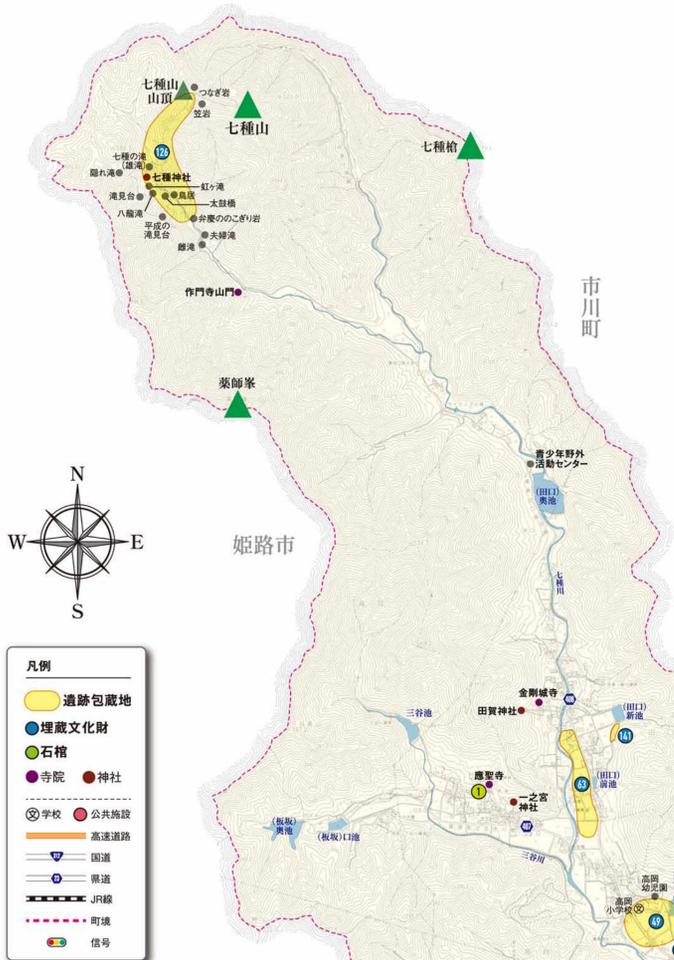 七種山
山頂
つなぎ岩
笠岩
七種山
七種槍
126
七種の滝
(雄滝)
隠れ滝
七種神社
虹ヶ滝
滝見台
鳥居
太鼓橋
八龍滝
平成の
滝見台
弁慶ののこぎり岩
夫婦滝
雌滝
作門寺山門
市川町
薬師峯
青少年野外
活動センター
(田口)
奥池
N
W
E
S
姫路市
七種川
凡例
遺跡包蔵地
埋蔵文化財
石棺
寺院
神社
文
学校
公共施設
高速道路
国道
県道
JR線
町境
信号
金剛城寺
田賀神社
(田口)
新池
141
三谷池
63
(田口)
前池
應聖寺
1
一之宮
神社
(板坂)
奥池
(板坂)口池
三谷川
高岡
幼児園
高岡
小学校
文
49